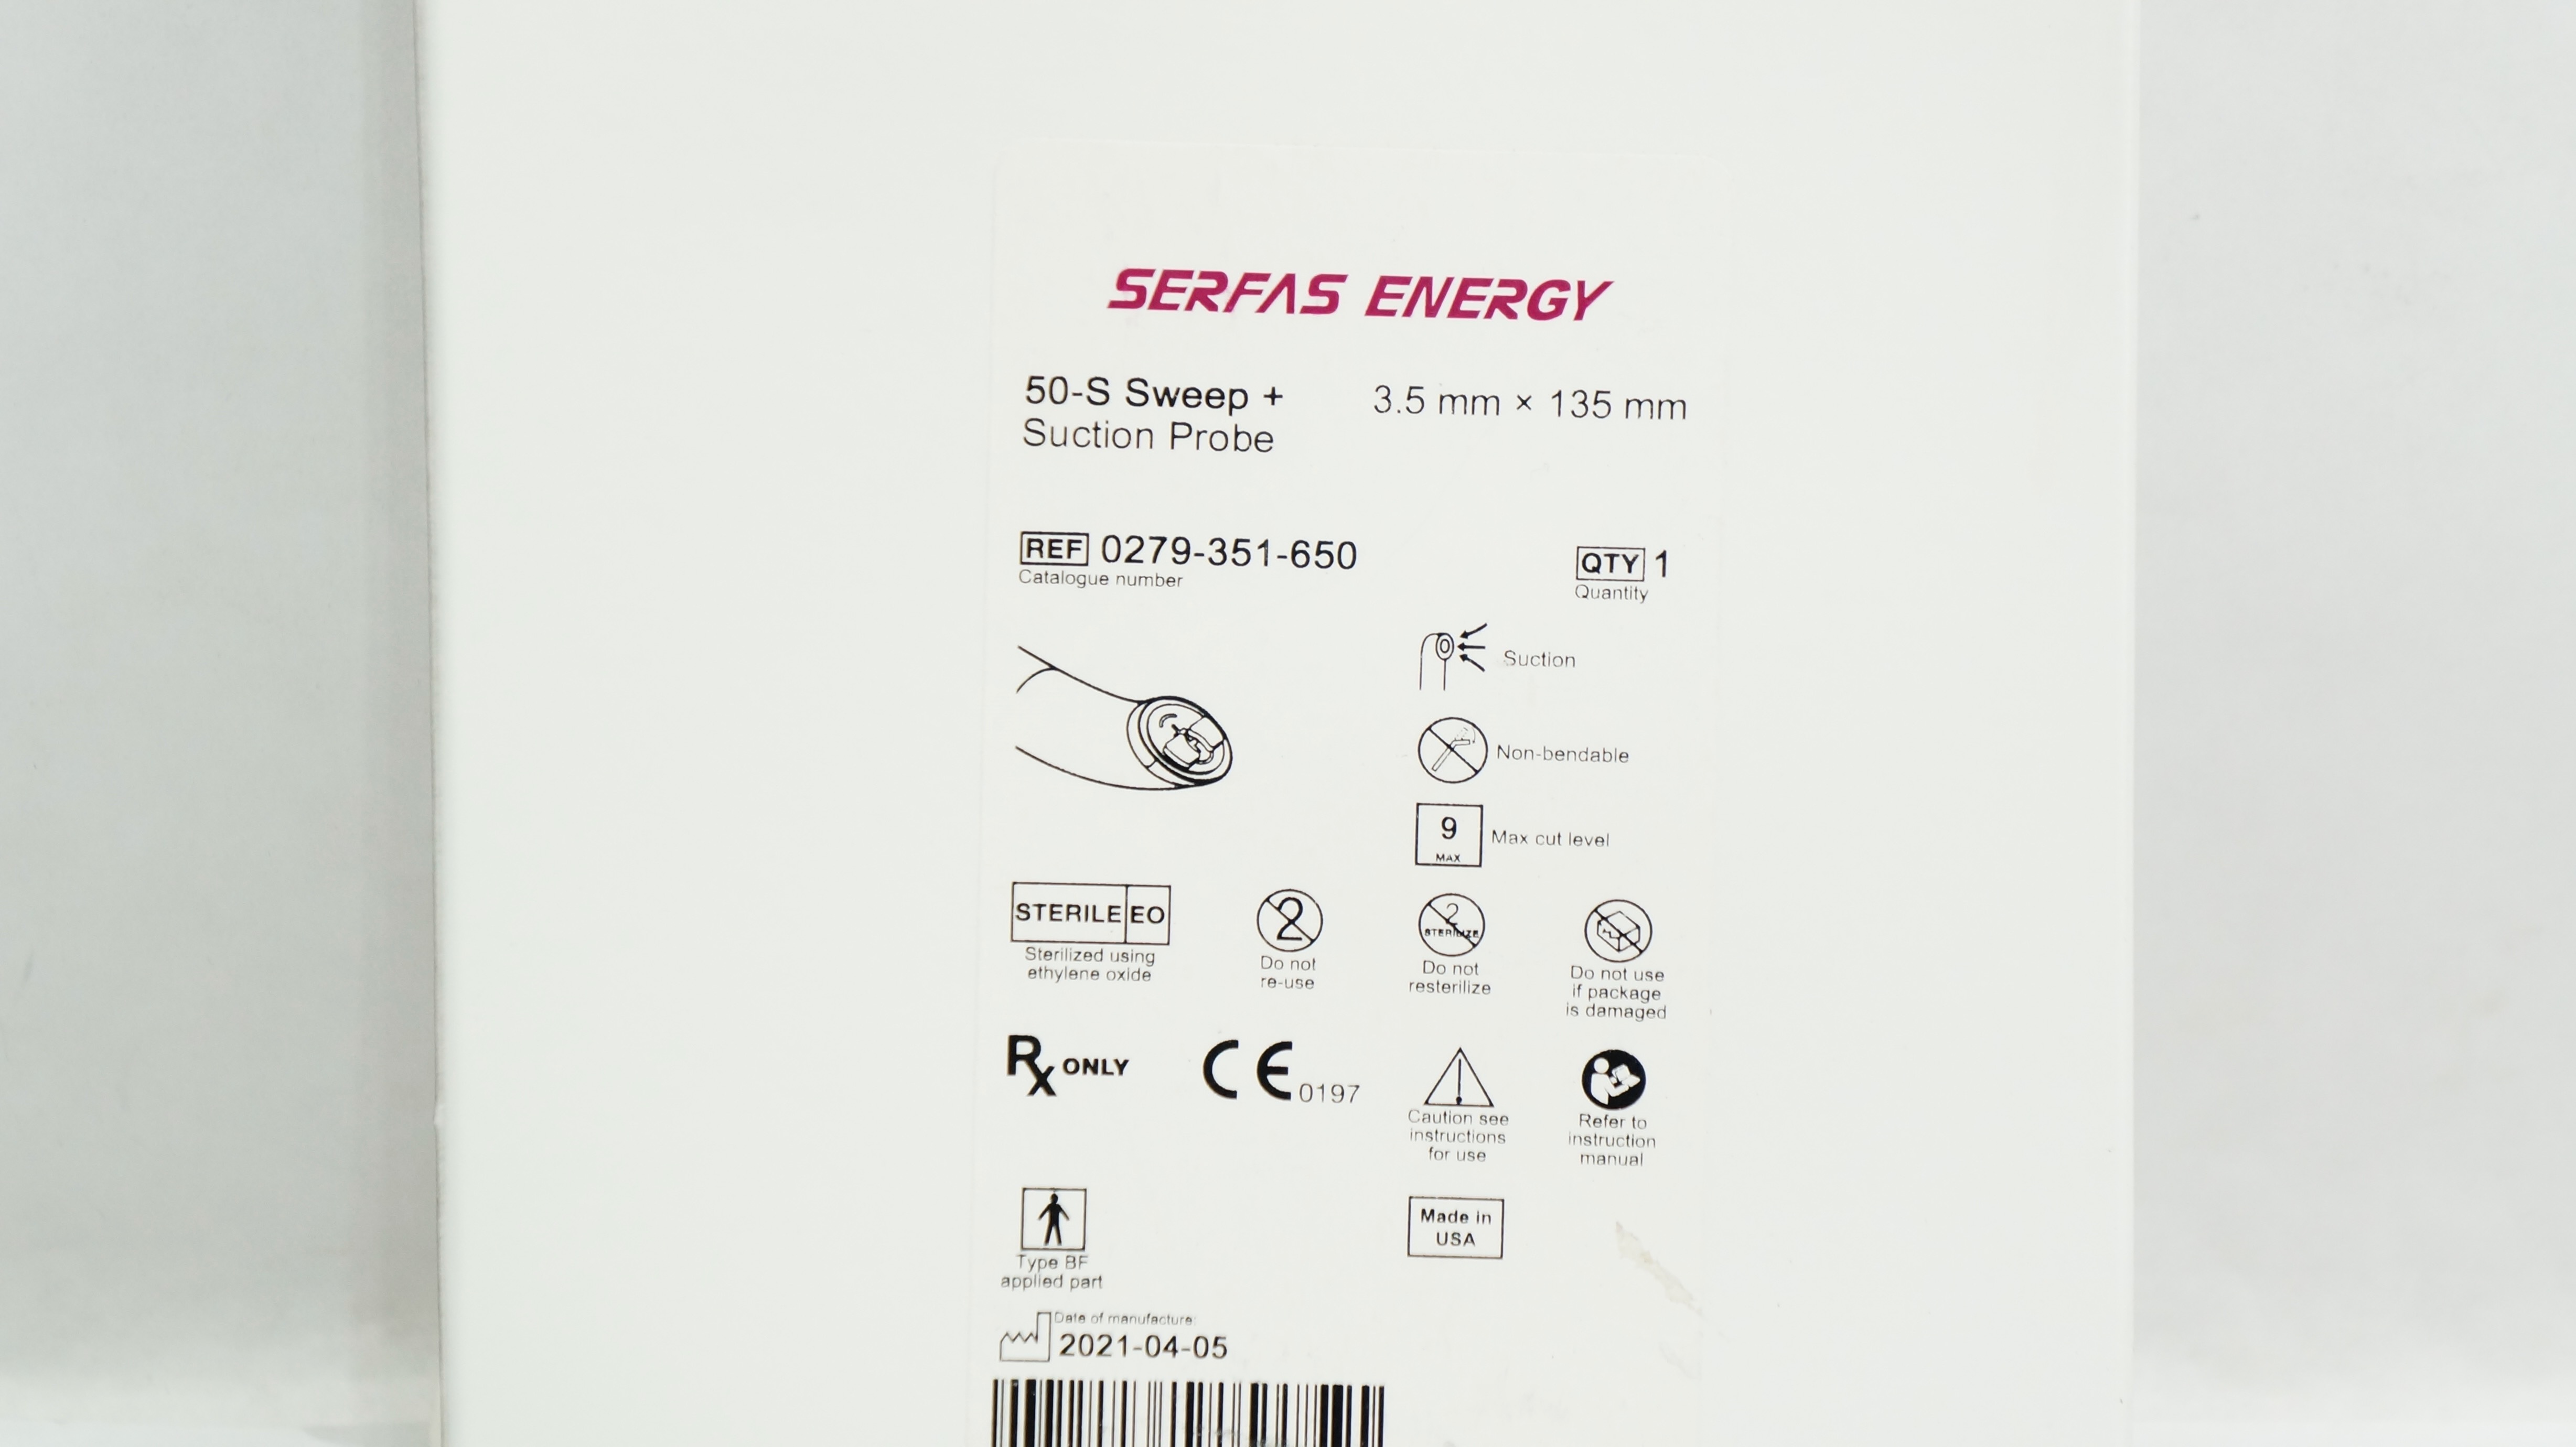 SERFAS ENERGY
50-S Sweep +
Suction Probe
3.5 mm × 135 mm
REF 0279-351-650
Catalogue number
QTY 1
Quantity
Suction
Non-bendable
9
MAX
Max cut level
STERILE EO
Sterilized using
ethylene oxide
2
Do not
re-use
2
STERILIZE
Do not
resterilize
Do not use
if package
is damaged
Rx ONLY
CE 0197
Caution see
instructions
for use
Refer to
instruction
manual
Type BF
applied part
Made in
USA
Date of manufacture:
2021-04-05